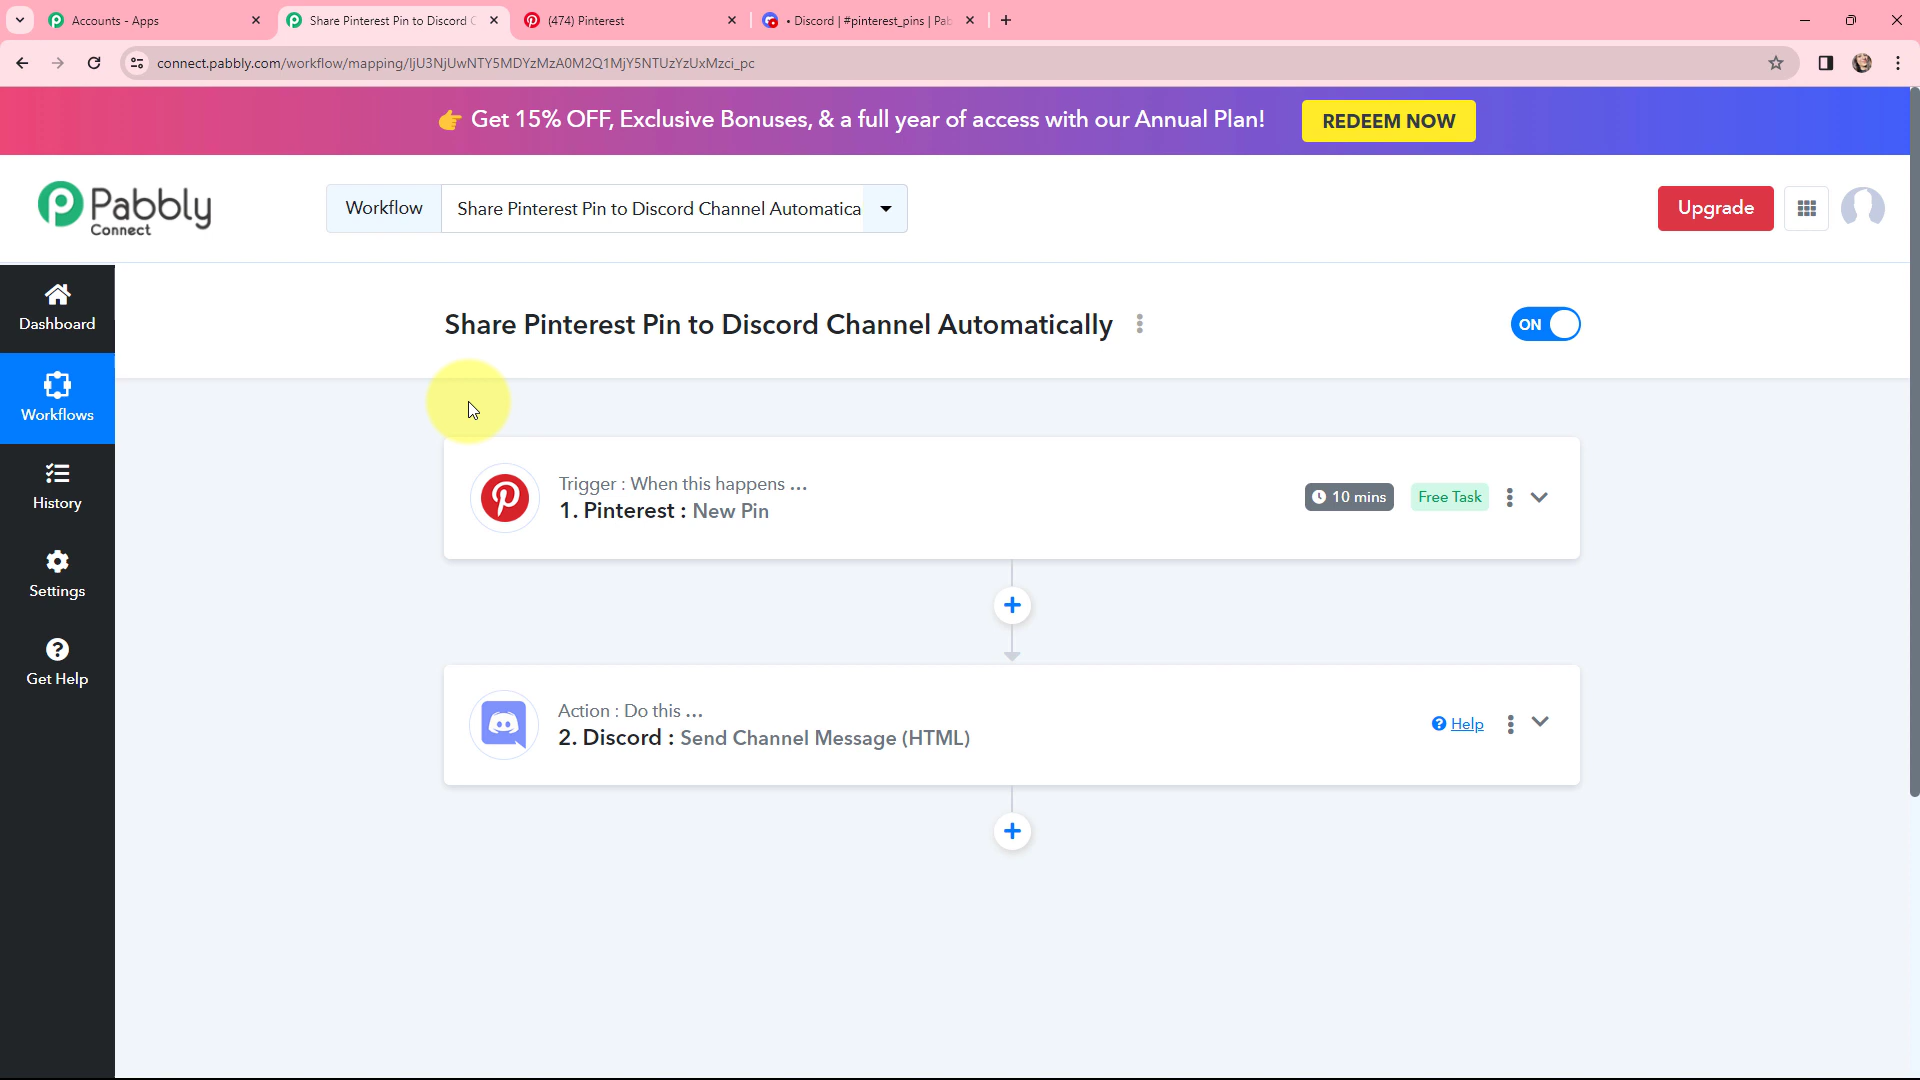 Accounts - Apps
Share Pinterest Pin to Discord C
(474) Pinterest
• Discord | #pinterest_pins | Pab
connect.pabbly.com/workflow/mapping/IjU3NjUwNTY5MDYzMzA0M2Q1MjY5NTUzYzUxMzci_pc
👉 Get 15% OFF, Exclusive Bonuses, & a full year of access with our Annual Plan!
REDEEM NOW
Pabbly
Connect
Workflow
Share Pinterest Pin to Discord Channel Automatica
Upgrade
Dashboard
Workflows
History
Settings
Get Help
Share Pinterest Pin to Discord Channel Automatically
ON
Trigger : When this happens ...
1. Pinterest : New Pin
10 mins
Free Task
Action : Do this ...
2. Discord : Send Channel Message (HTML)
Help